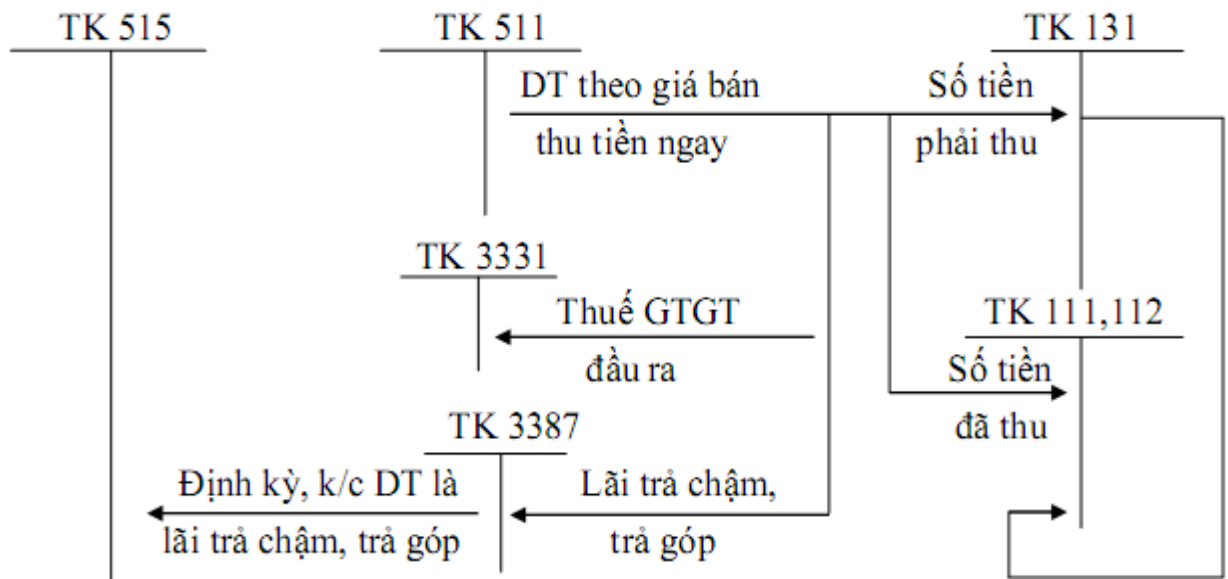 TK 515
TK 511
TK 131
DT theo giá bán
thu tiền ngay
Số tiền
phải thu
TK 3331
Thuế GTGT
đầu ra
TK 111,112
Số tiền
đã thu
TK 3387
Định kỳ, k/c DT là
lãi trả chậm, trả góp
Lãi trả chậm,
trả góp